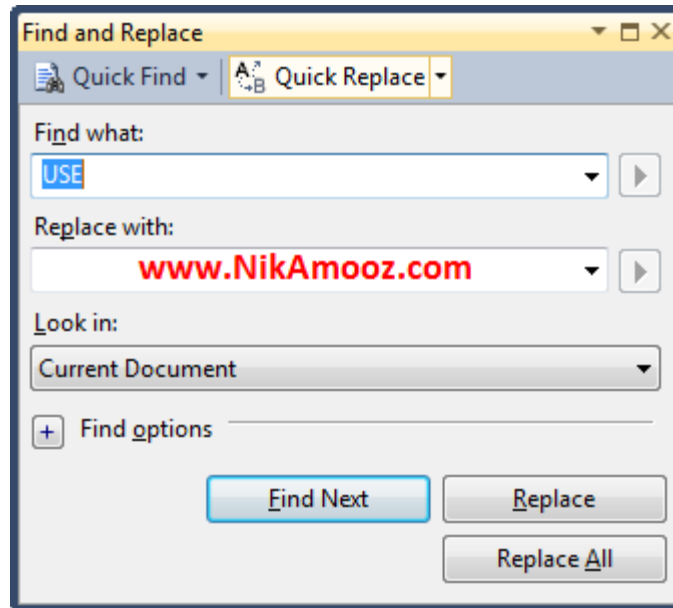 Find and Replace
Quick Find
Quick Replace
Find what:
USE
Replace with:
www.NikAmooz.com
Look in:
Current Document
Find options
Find Next
Replace
Replace All